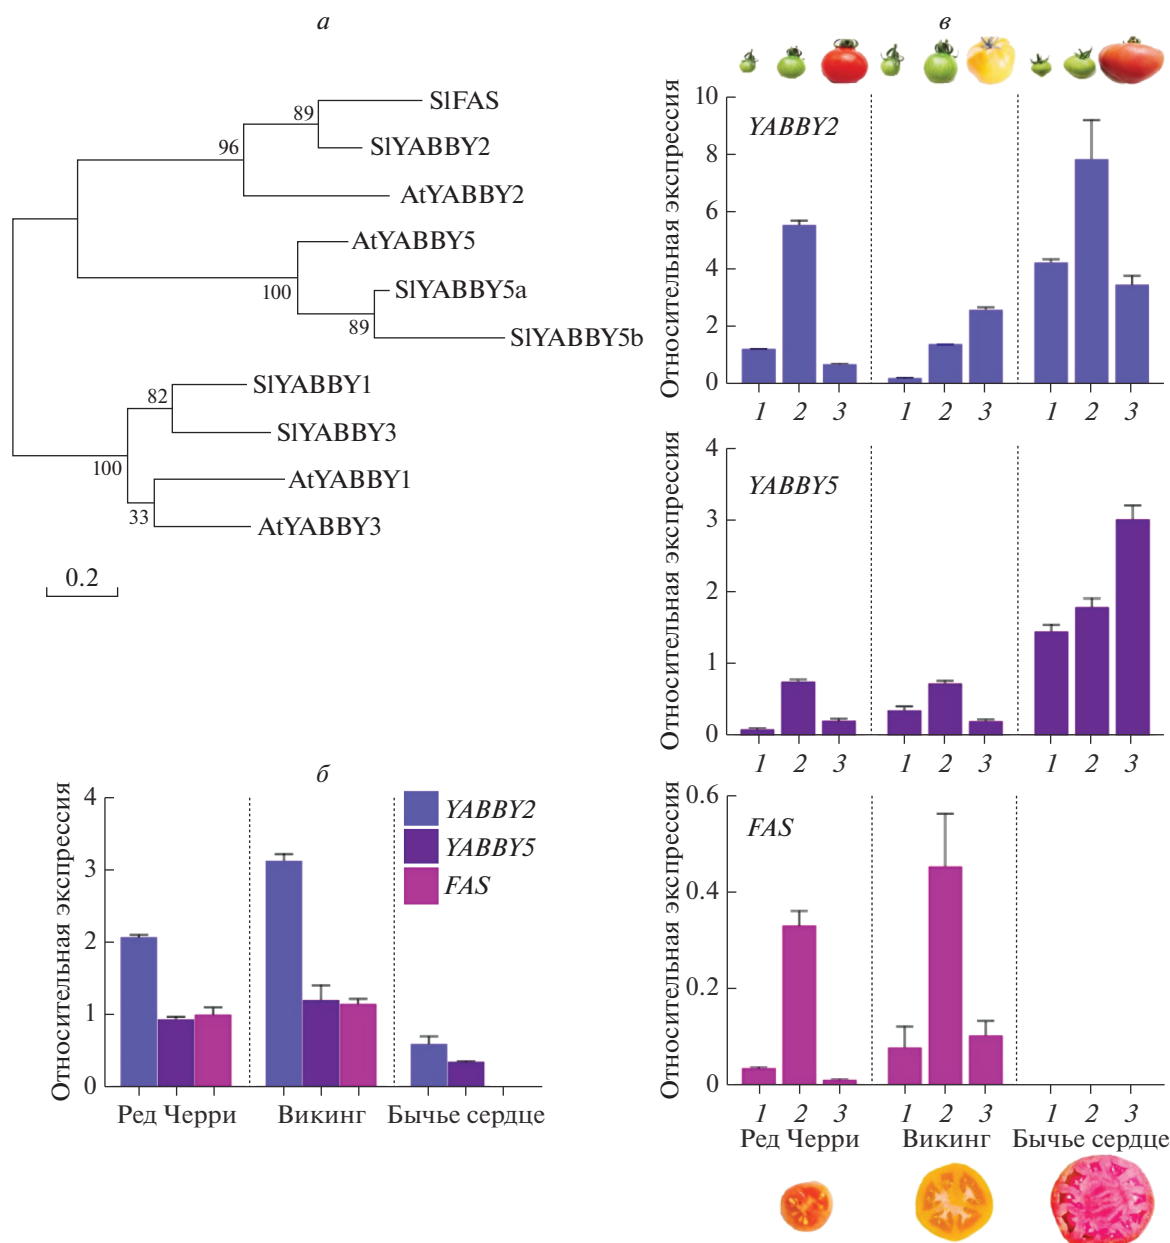 а
SlFAS
89
SlYABBY2
96
AtYABBY2
AtYABBY5
100
SlYABBY5a
89
SlYABBY5b
SlYABBY1
82
SlYABBY3
100
AtYABBY1
33
AtYABBY3
0.2
б
Относительная экспрессия
4
3
2
1
0
YABBY2
YABBY5
FAS
Ред Черри Викинг Бычье сердце
в
Относительная экспрессия
10
8
6
4
2
0
YABBY2
1 2 3 1 2 3 1 2 3
Относительная экспрессия
4
3
2
1
0
YABBY5
1 2 3 1 2 3 1 2 3
Относительная экспрессия
0.6
0.4
0.2
0
FAS
1 2 3 1 2 3 1 2 3
Ред Черри Викинг Бычье сердце